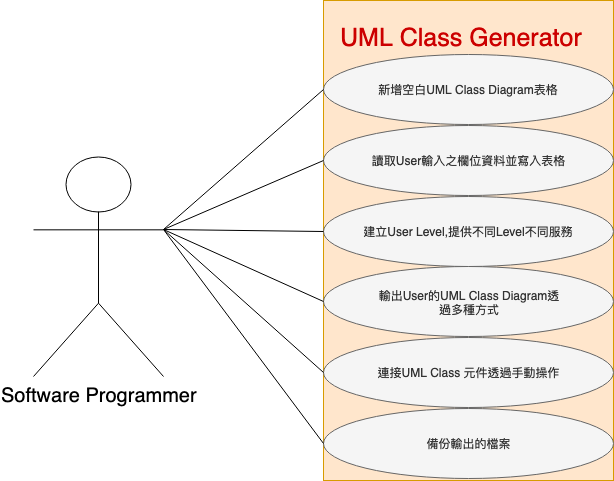 UML Class Generator
新增空白UML Class Diagram表格
讀取User輸入之欄位資料並寫入表格
建立User Level,提供不同Level不同服務
輸出User的UML Class Diagram透
過多種方式
連接UML Class 元件透過手動操作
備份輸出的檔案
Software Programmer